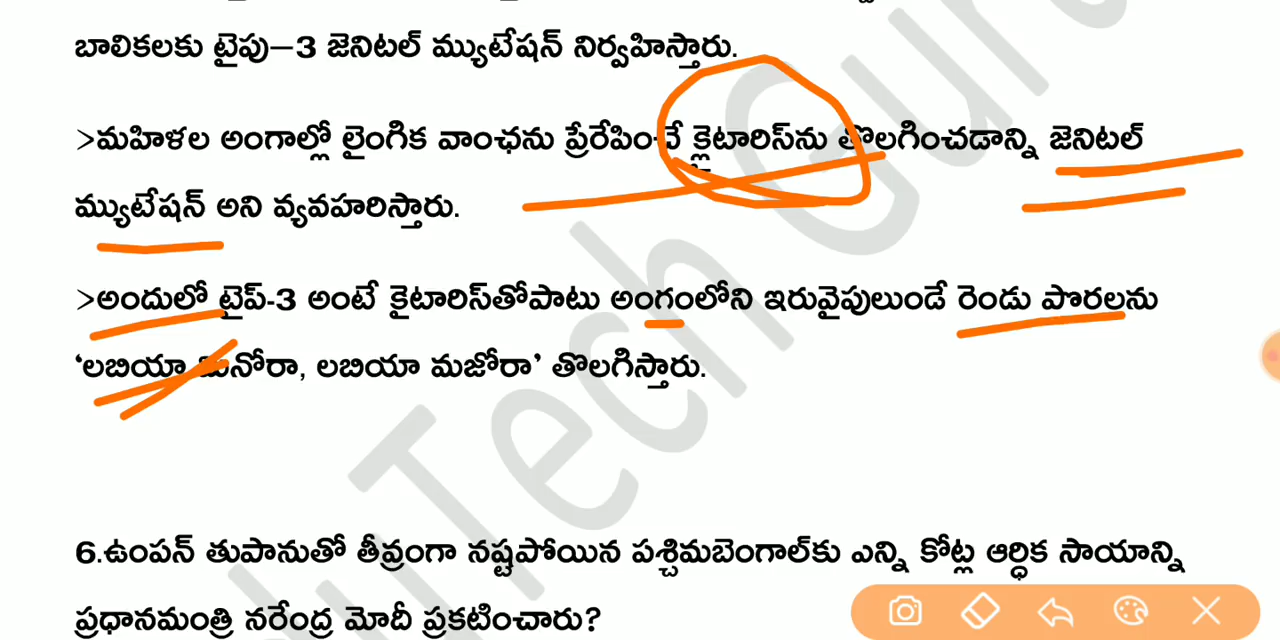 బాలికలకు టైపు–3 జెనిటల్ మ్యుటేషన్ నిర్వహిస్తారు.
>మహిళల అంగాల్లో లైంగిక వాంఛను ప్రేరేపించే క్లైటారిస్‌ను తొలగించడాన్ని జెనిటల్
మ్యుటేషన్ అని వ్యవహరిస్తారు.
>అందులో టైప్-3 అంటే క్లైటారిస్‌తోపాటు అంగంలోని ఇరువైపులుండే రెండు పొరలను
‘లబియా మినోరా, లబియా మజోరా’ తొలగిస్తారు.
6.ఉంపన్ తుపానుతో తీవ్రంగా నష్టపోయిన పశ్చిమబెంగాల్‌కు ఎన్ని కోట్ల ఆర్ధిక సాయాన్ని
ప్రధానమంత్రి నరేంద్ర మోదీ ప్రకటించారు?